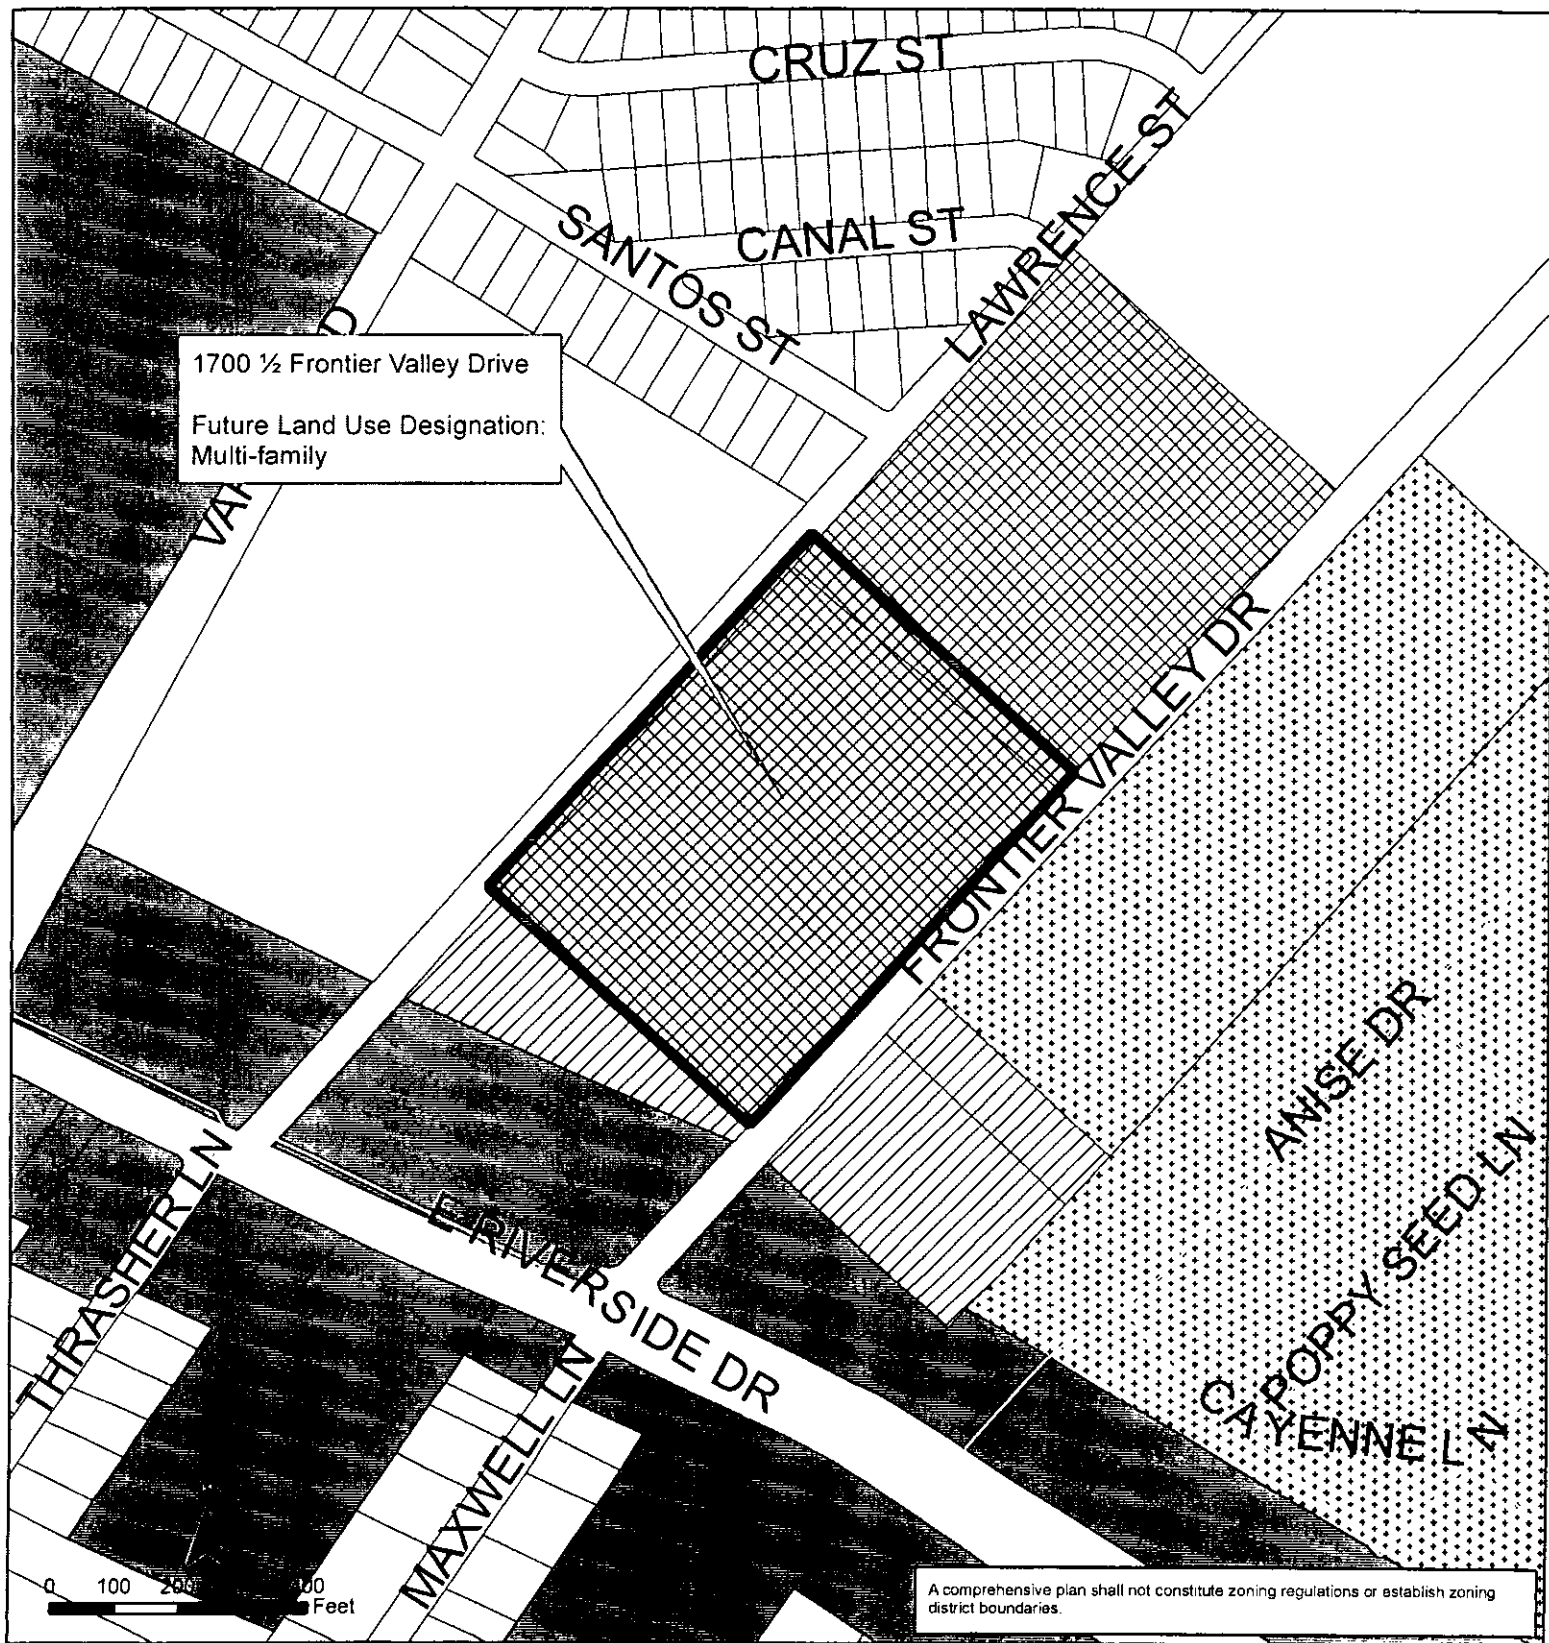 CRUZ ST
LAWRENCE ST
SANTOS ST
CANAL ST
1700 ½ Frontier Valley Drive
Future Land Use Designation:
Multi-family
FRONTIER VALLEY DR
ANISE DR
POPPY SEED LN
CAYENNE LN
THRASHER LN
E RIVERSIDE DR
MAXWELL LN
0 100 200
Feet
A comprehensive plan shall not constitute zoning regulations or establish zoning
district boundaries.